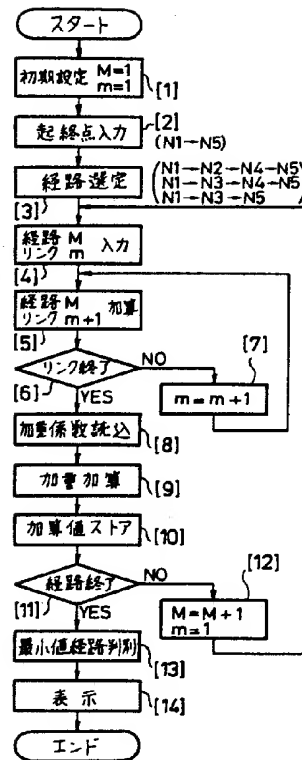 スタート
初期設定 M=1
m=1
[1]
起終点入力
[2]
(N1→N5)
経路選定
(N1→N2→N4→N5
N1→N3→N4→N5
N1→N3→N5)
[3]
経路 M
リンク m 入力
[4]
経路 M
リンク m+1 加算
[5]
リンク終了
NO
[6]
YES
[7]
m=m+1
加重係数読込
[8]
加重加算
[9]
加算値ストア
[10]
経路終了
NO
[11]
YES
[12]
M=M+1
m=1
最小値経路判別
[13]
表示
[14]
エンド